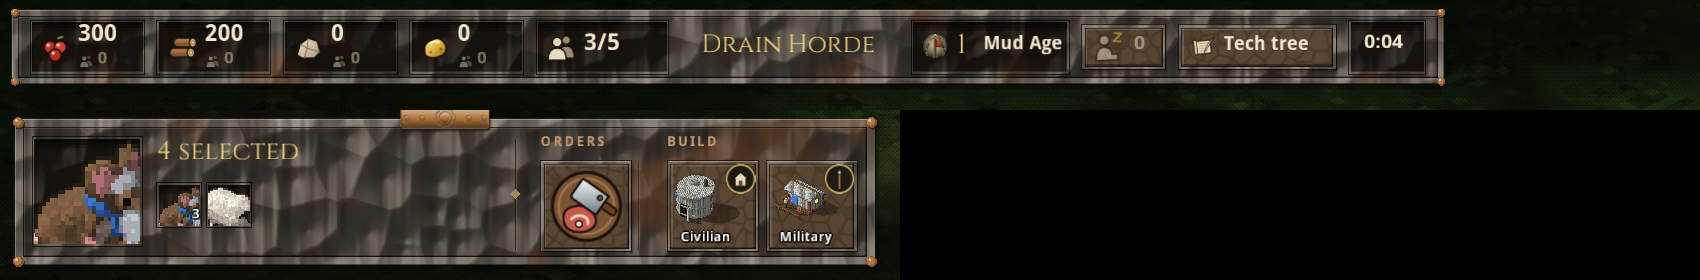 300 200 0 0 3/5 DRAIN HORDE 1 Mud Age z 0 Tech tree 0:04
0 0 0 0
4 SELECTED
3
ORDERS BUILD
Civilian Military